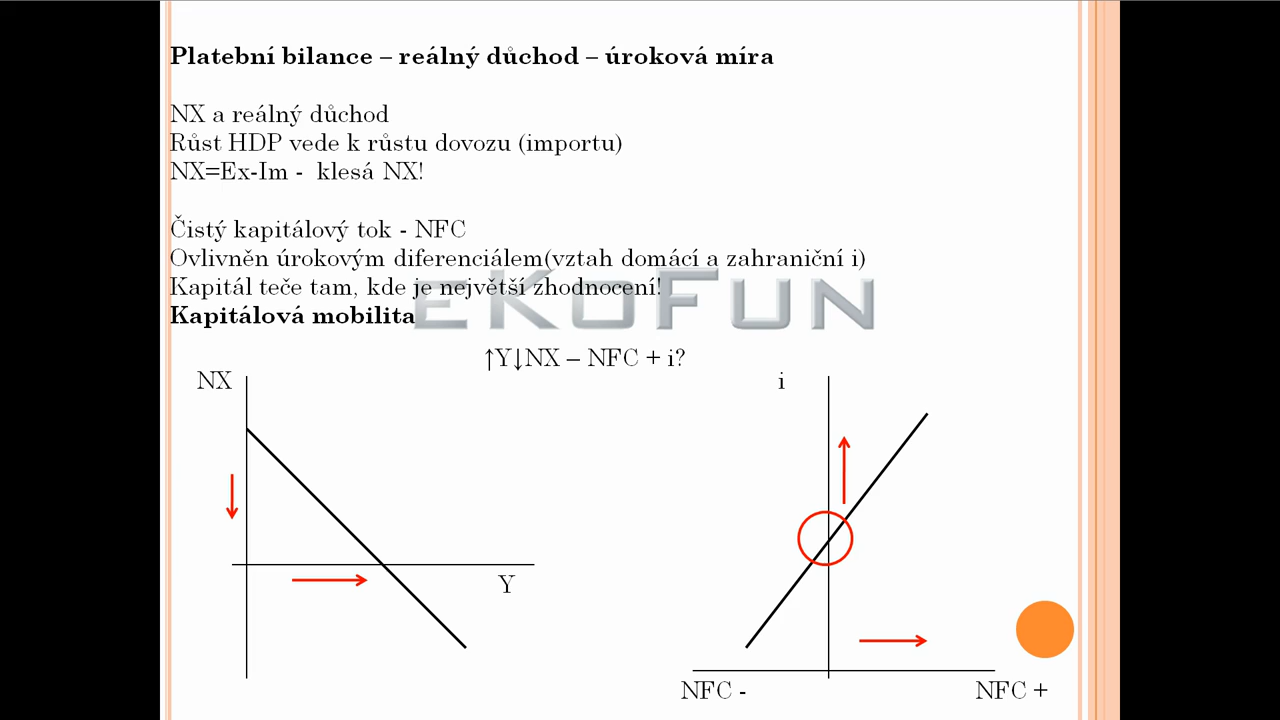 Platební bilance – reálný důchod – úroková míra
NX a reálný důchod
Růst HDP vede k růstu dovozu (importu)
NX=Ex-Im -  klesá NX!
Čistý kapitálový tok - NFC
Ovlivněn úrokovým diferenciálem(vztah domácí a zahraniční i)
Kapitál teče tam, kde je největší zhodnocení!
Kapitálová mobilita
eKoFun
↑Y↓NX – NFC + i?
NX
i
Y
NFC -
NFC +